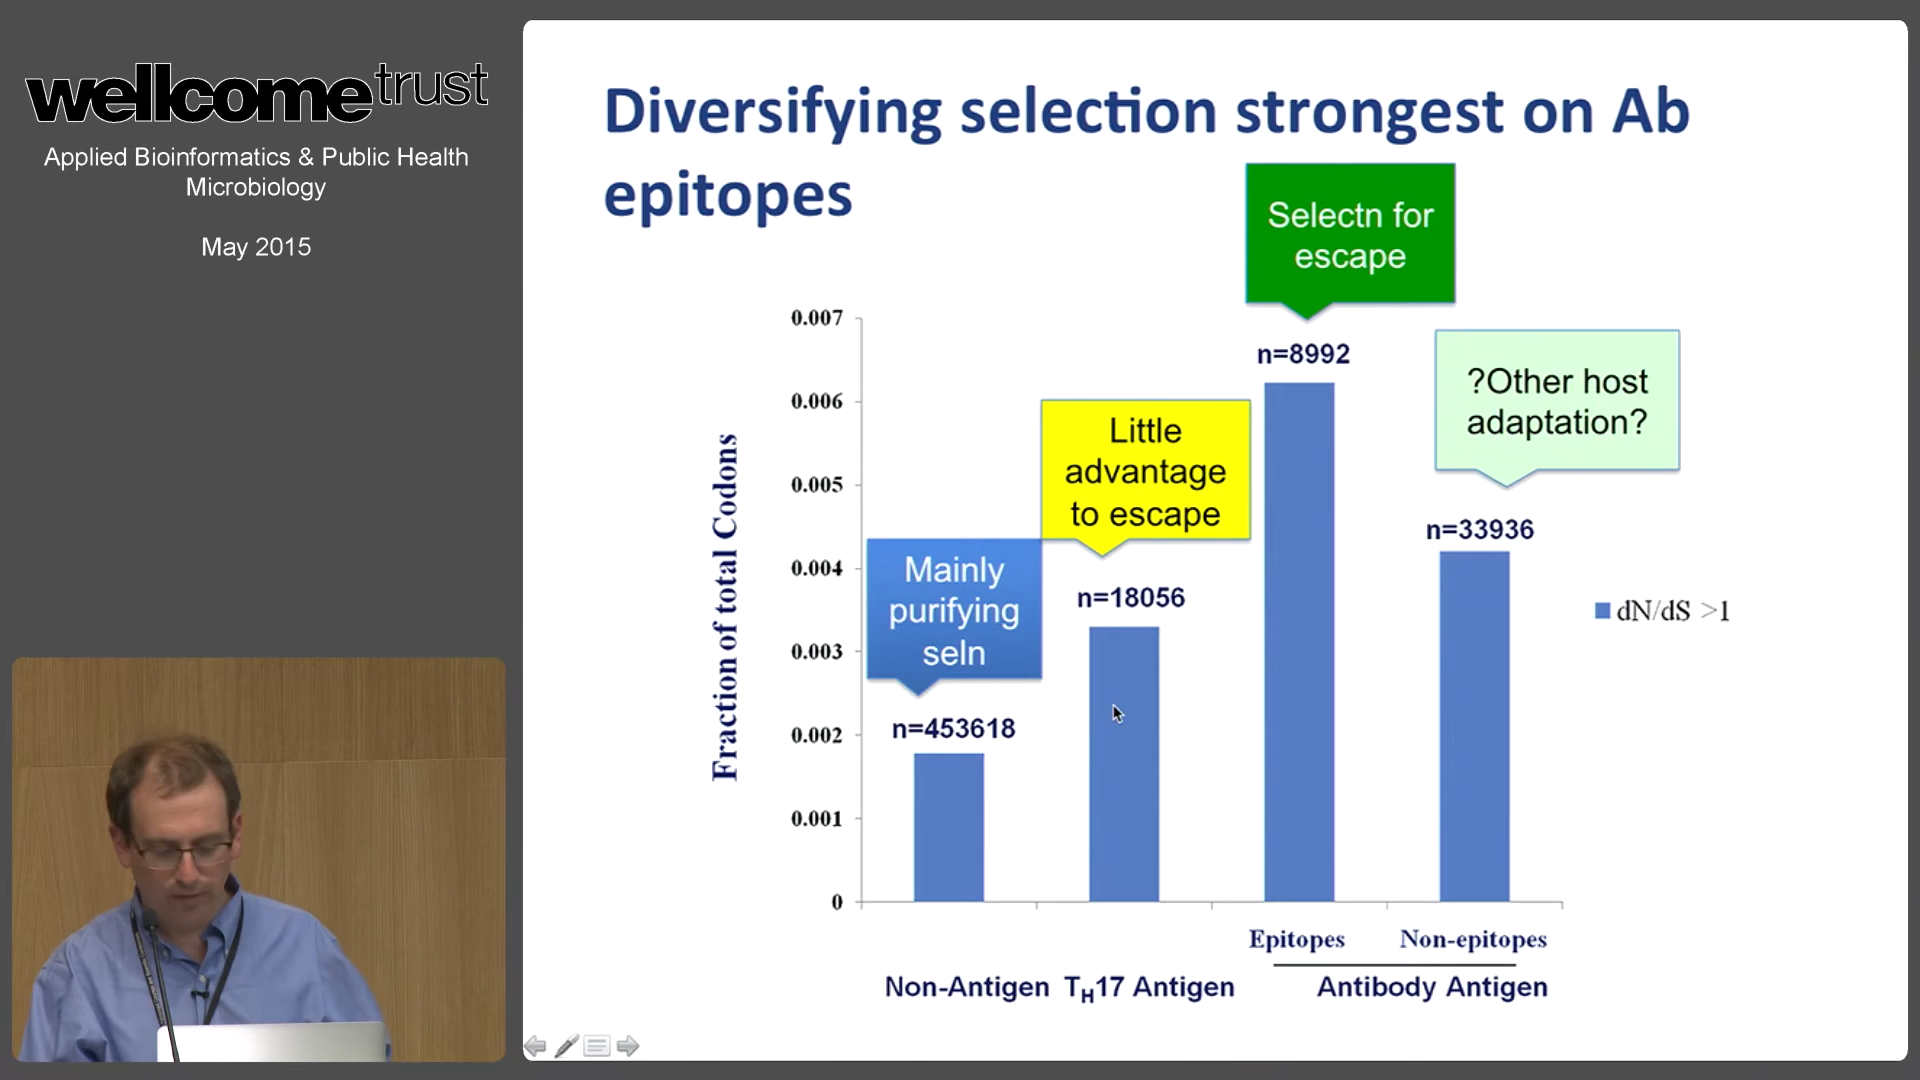 wellcometrust
Applied Bioinformatics & Public Health
Microbiology
May 2015
Diversifying selection strongest on Ab
epitopes
Selectn for
escape
?Other host
adaptation?
Little
advantage
to escape
Mainly
purifying
seln
n=8992
n=33936
n=18056
n=453618
Fraction of total Codons
0.007
0.006
0.005
0.004
0.003
0.002
0.001
0
dN/dS >1
Epitopes
Non-epitopes
Non-Antigen
TH17 Antigen
Antibody Antigen